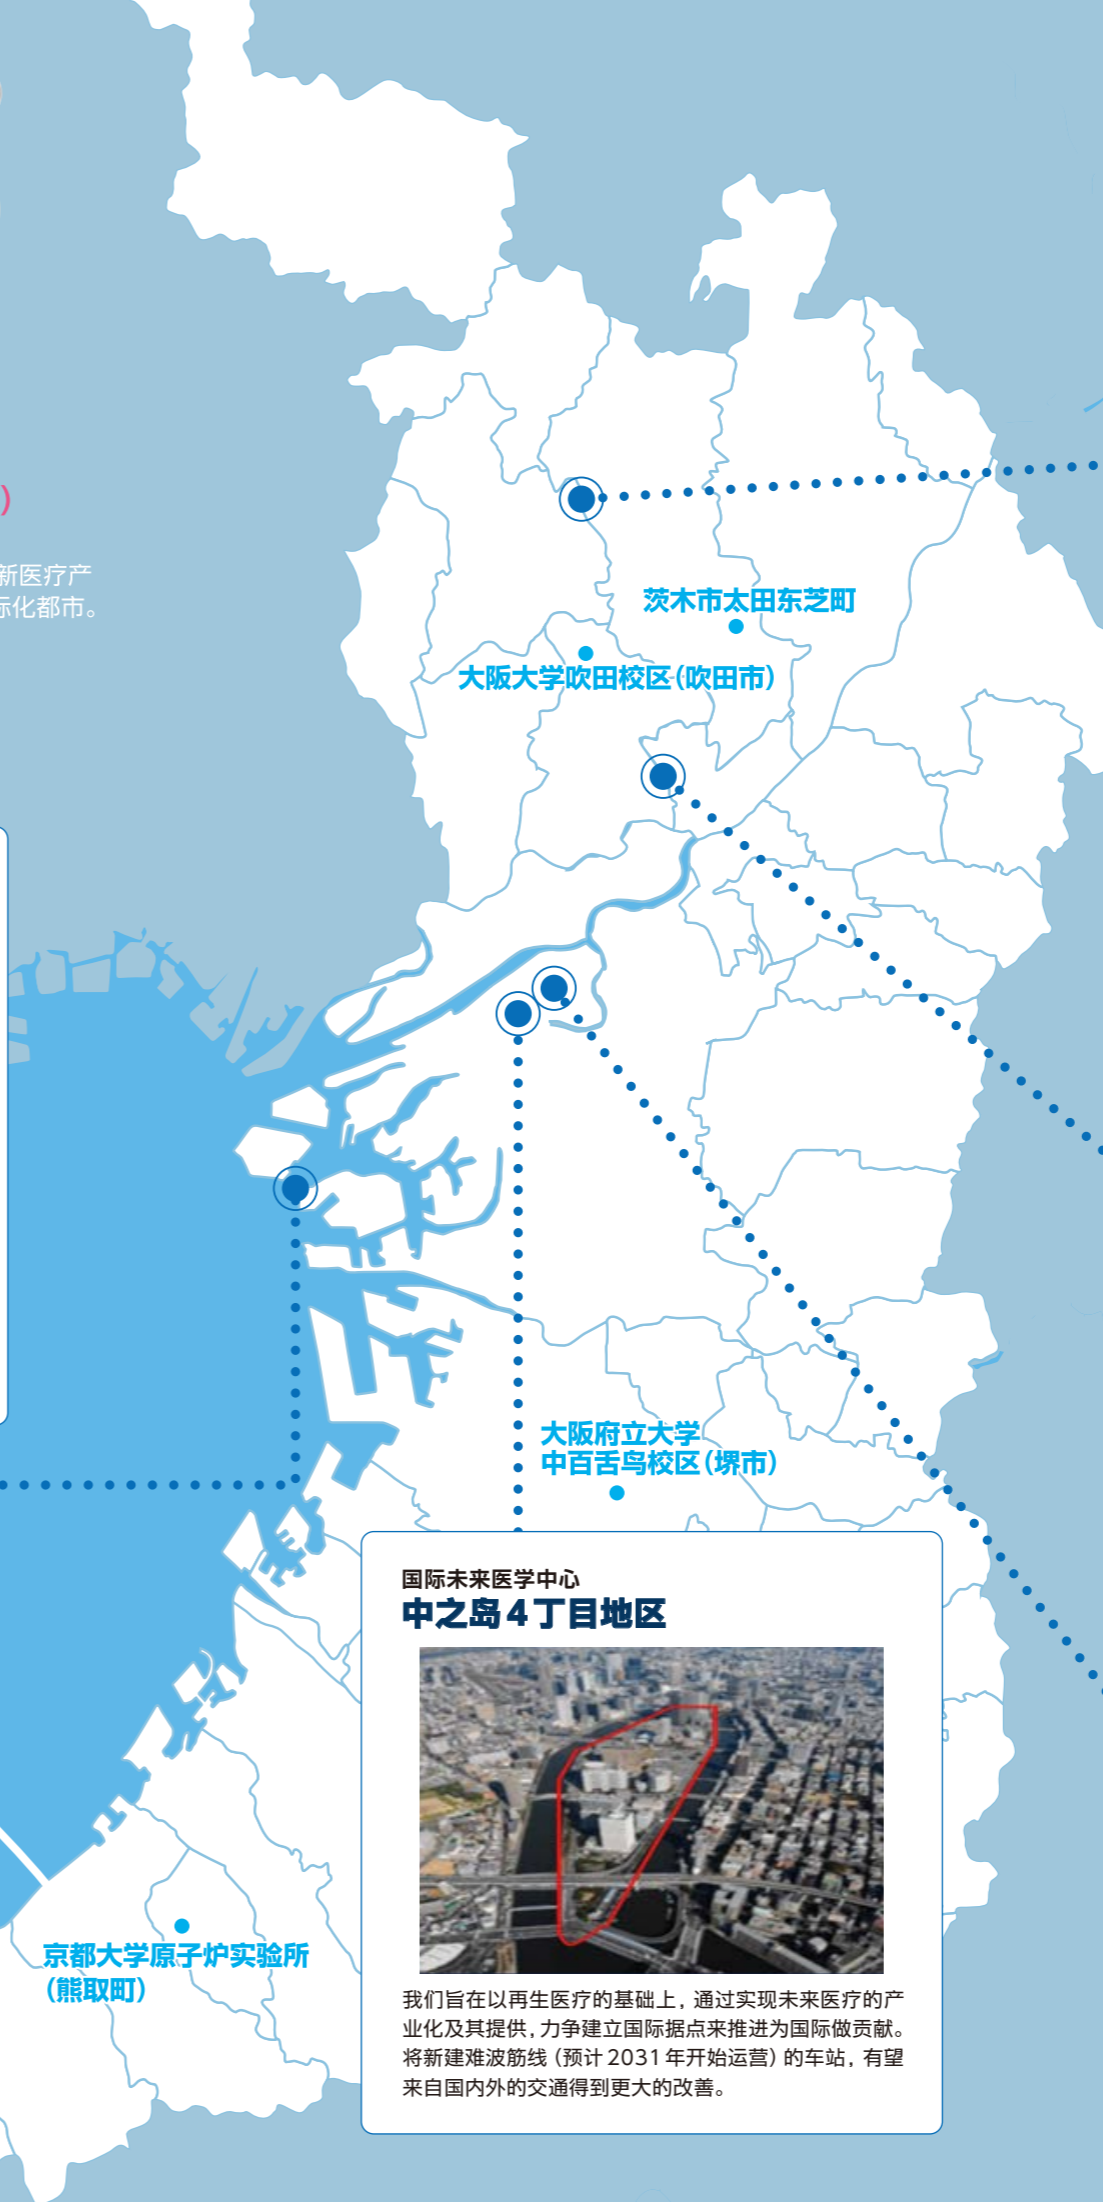 )
新医疗产
际化都市。
茨木市太田东芝町
大阪大学吹田校区(吹田市)
大阪府立大学
中百舌鸟校区(堺市)
国际未来医学中心
中之岛4丁目地区
我们旨在以再生医疗的基础上，通过实现未来医疗的产
业化及其提供，力争建立国际据点来推进为国际做贡献。
将新建难波筋线（预计2031年开始运营）的车站，有望
来自国内外的交通得到更大的改善。
京都大学原子炉实验所
(熊取町)